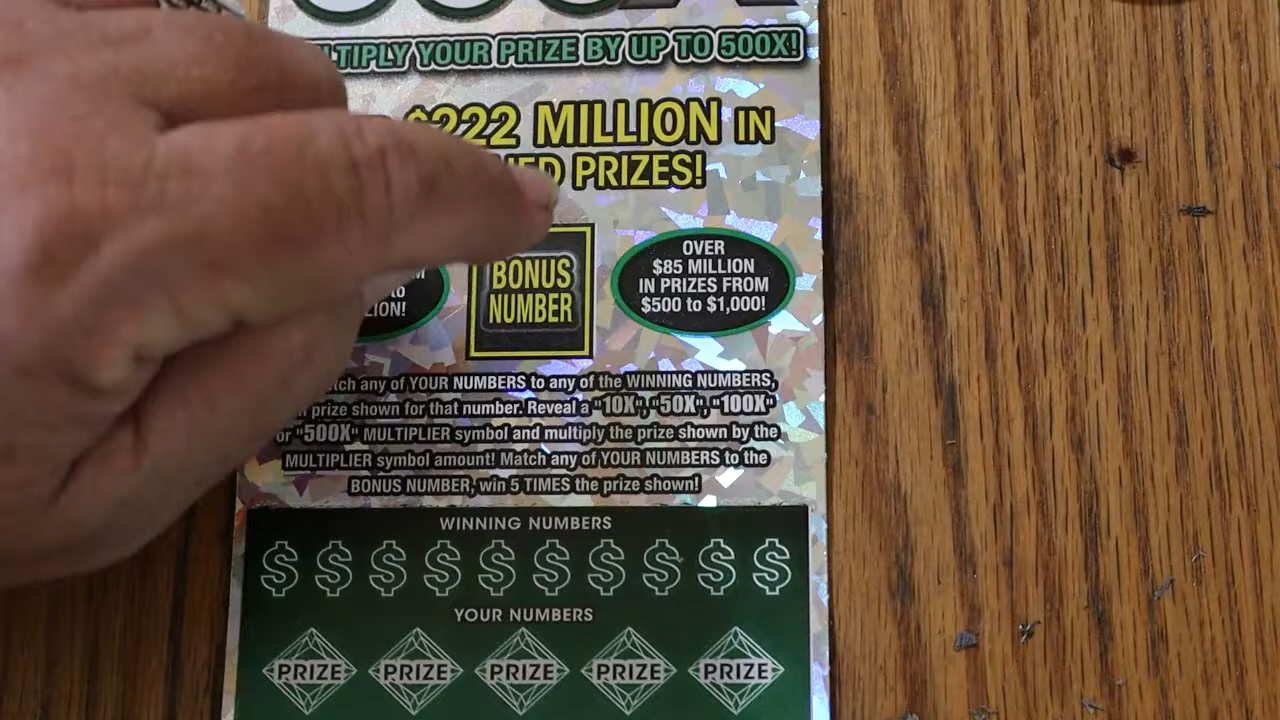 YOUR PRIZE BY UP TO 500X!
$222 MILLION IN
PRIZES!
BONUS
NUMBER
LION!
OVER
$85 MILLION
IN PRIZES FROM
$500 to $1,000!
any of YOUR NUMBERS to any of the WINNING NUMBERS,
prize shown for that number. Reveal a "10X", "50X", "100X"
or "500X" MULTIPLIER symbol and multiply the prize shown by the
MULTIPLIER symbol amount! Match any of YOUR NUMBERS to the
BONUS NUMBER, win 5 TIMES the prize shown!
WINNING NUMBERS
$ $ $ $ $ $ $ $ $ $
YOUR NUMBERS
PRIZE PRIZE PRIZE PRIZE PRIZE